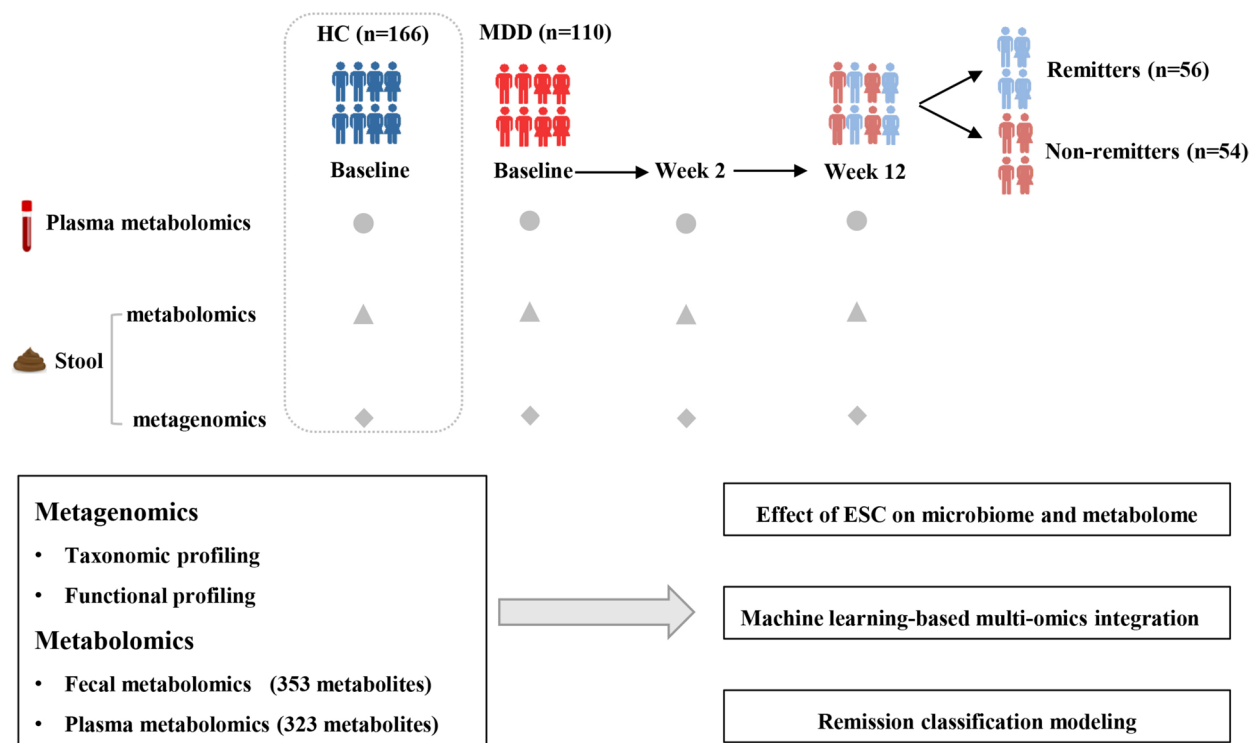 HC (n=166)
MDD (n=110)
Remitters (n=56)
Non-remitters (n=54)
Baseline
Baseline
Week 2
Week 12
Plasma metabolomics
metabolomics
Stool
metagenomics
Metagenomics
• Taxonomic profiling
• Functional profiling
Metabolomics
• Fecal metabolomics (353 metabolites)
• Plasma metabolomics (323 metabolites)
Effect of ESC on microbiome and metabolome
Machine learning-based multi-omics integration
Remission classification modeling